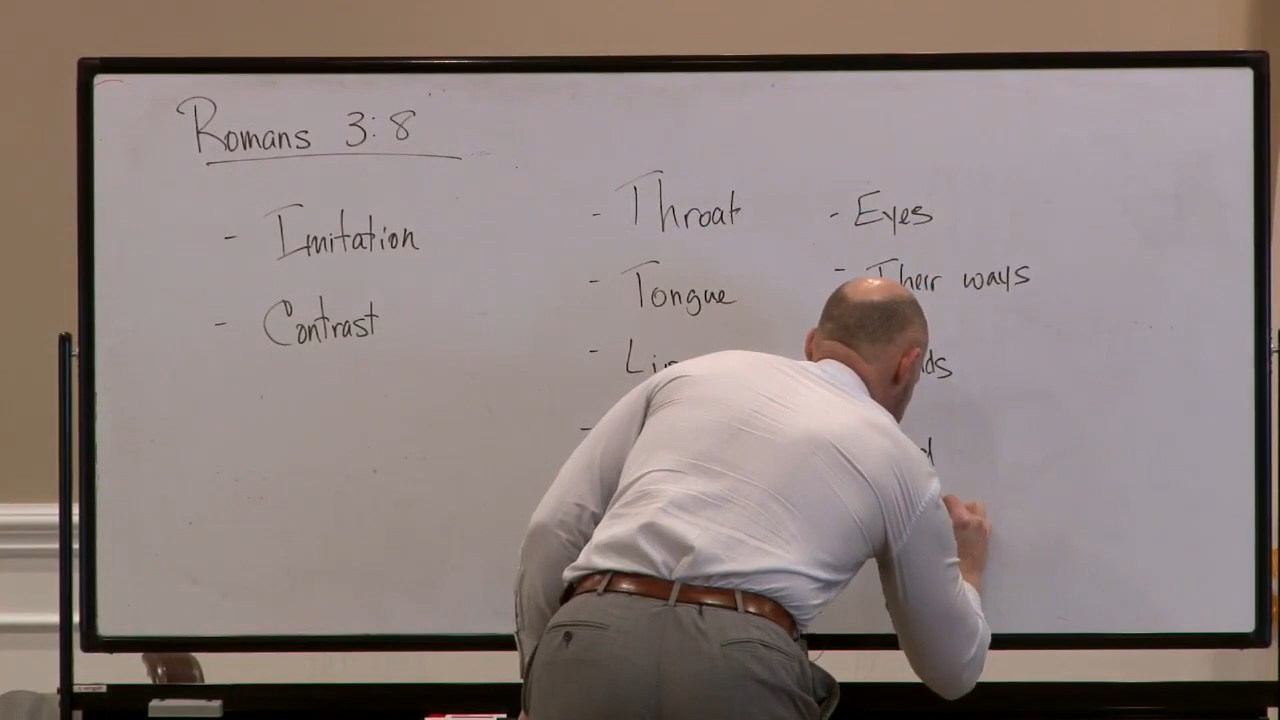 Romans 3:8
- Imitation
- Contrast
- Throat
- Tongue
-
-
- Eyes
- Their ways